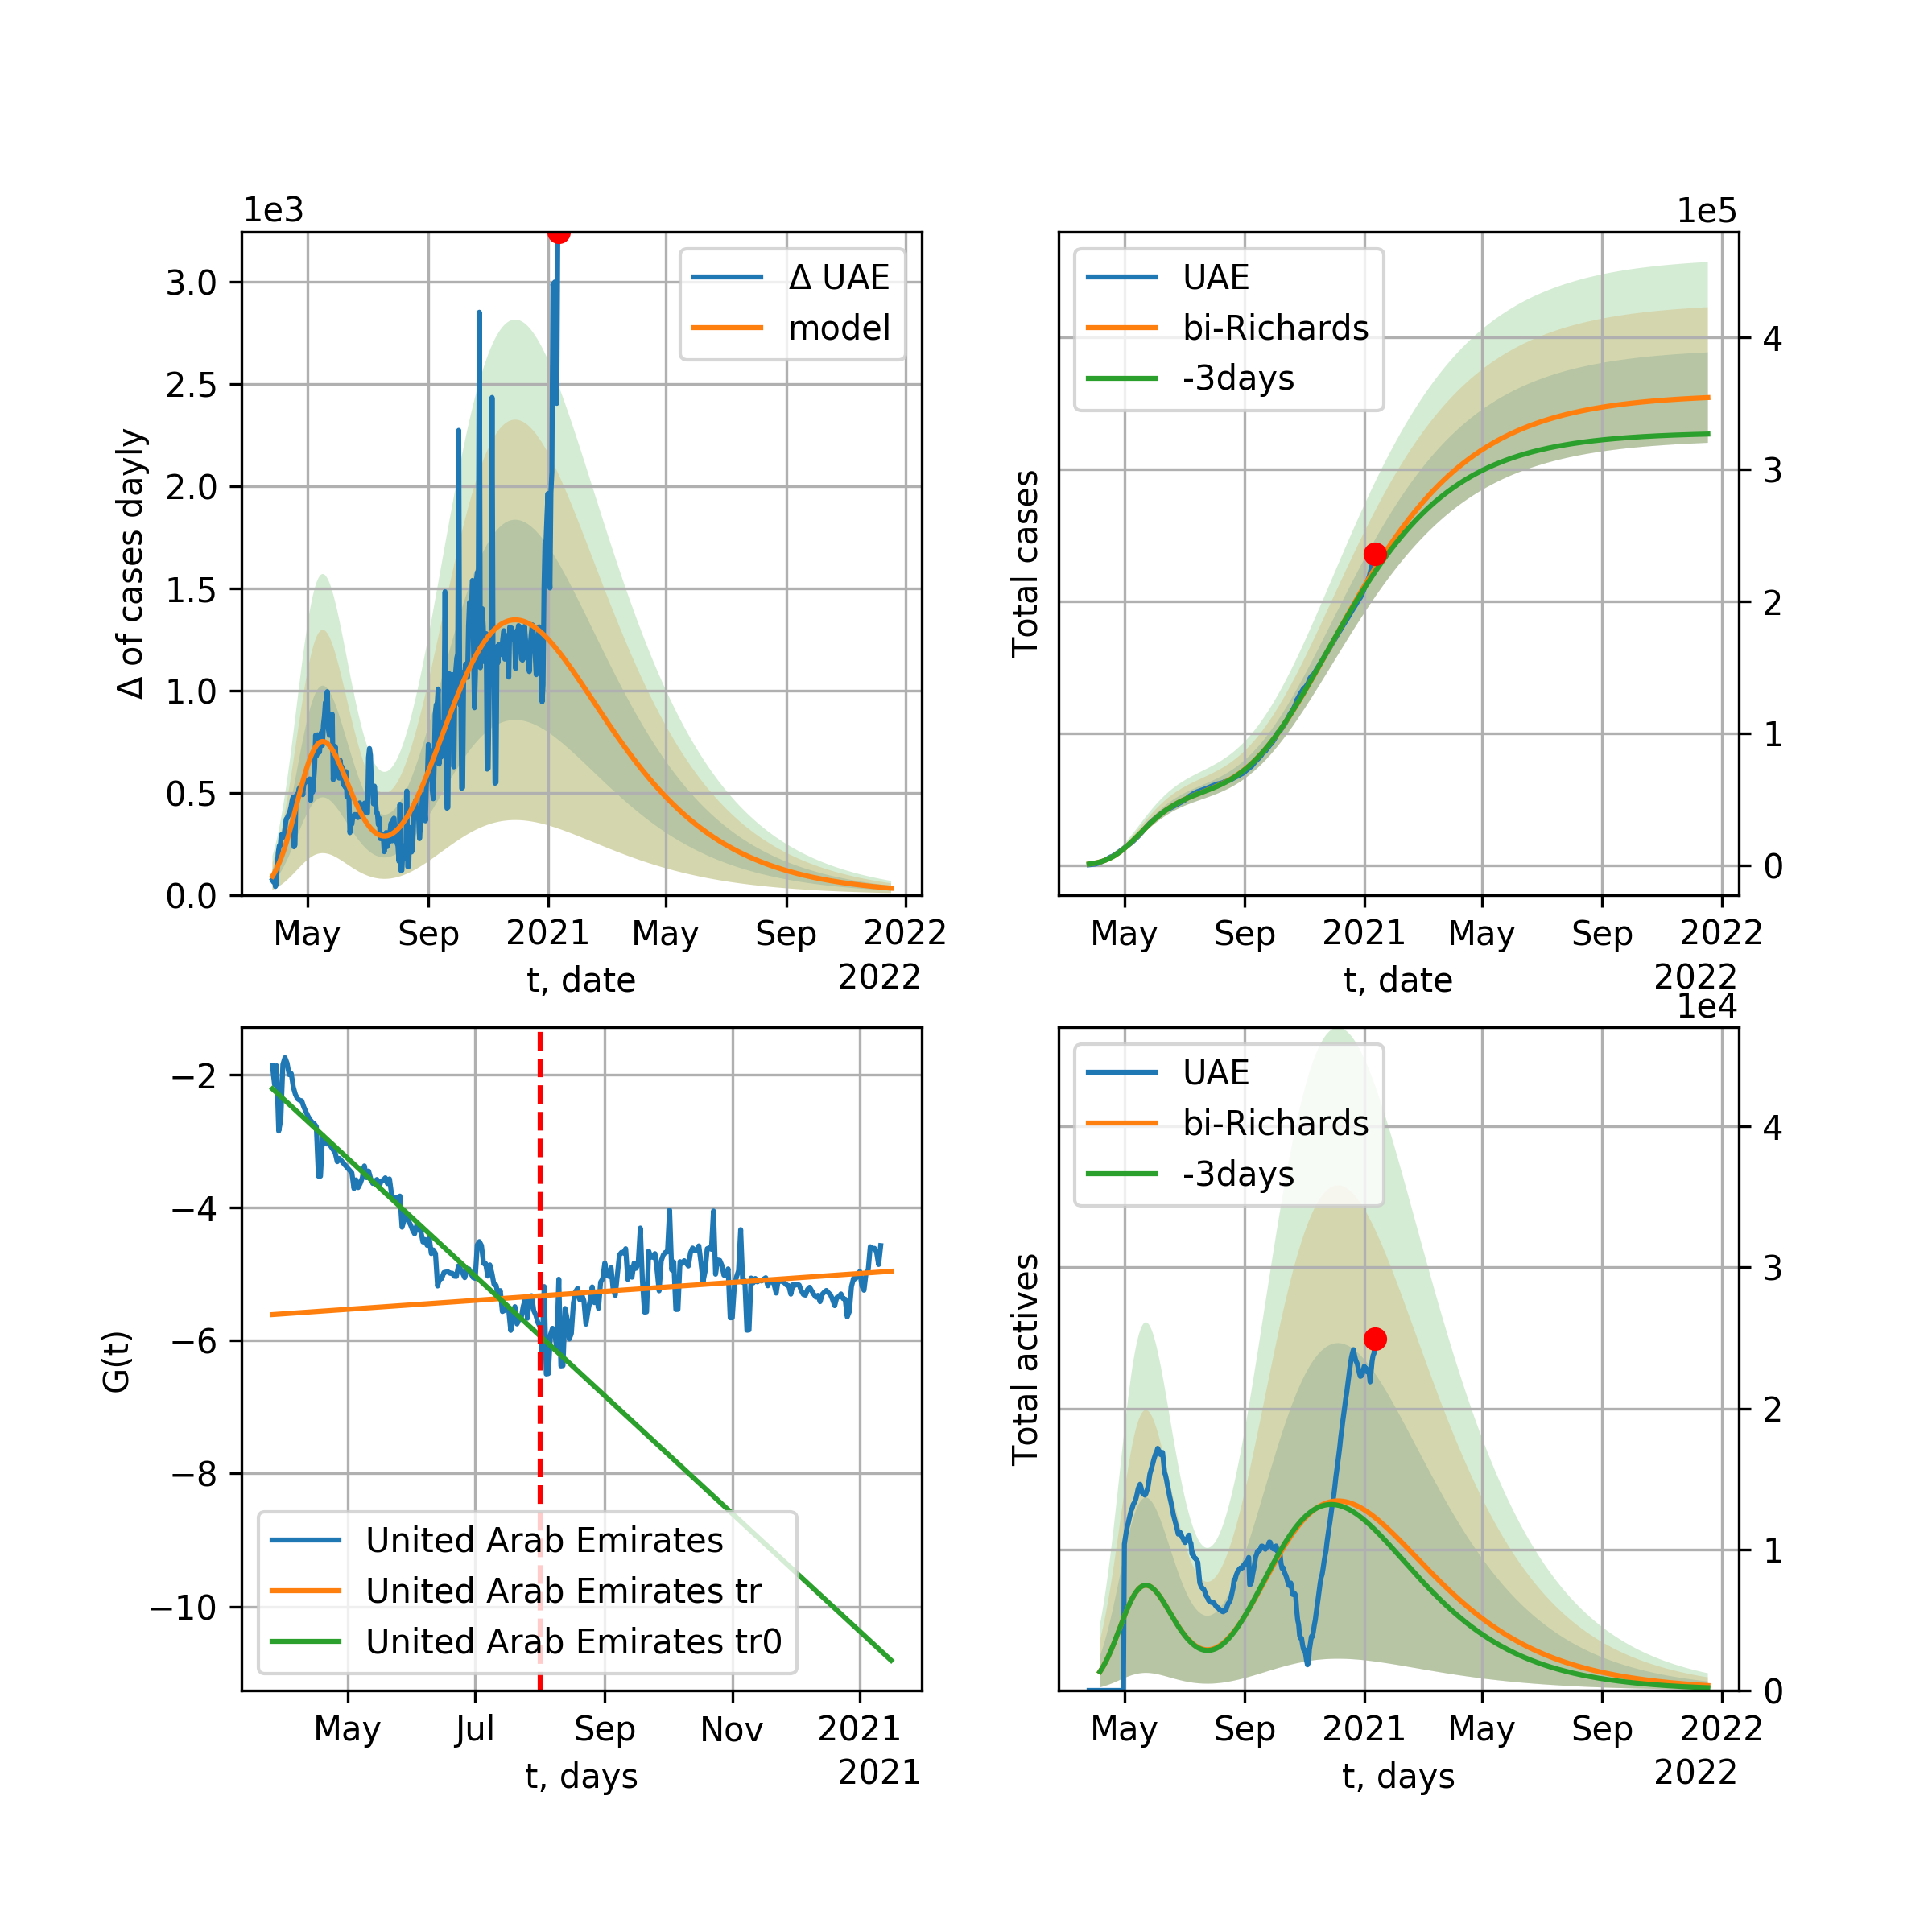 1e3
Δ of cases dayly
3.0
2.5
2.0
1.5
1.0
0.5
0.0
Δ UAE
model
May Sep 2021 May Sep 2022
t, date
2022
1e5
Total cases
UAE
bi-Richards
-3days
4
3
2
1
0
May Sep 2021 May Sep 2022
t, date
2022
G(t)
−2
−4
−6
−8
−10
United Arab Emirates
United Arab Emirates tr
United Arab Emirates tr0
May Jul Sep Nov 2021
t, days
2021
1e4
Total actives
UAE
bi-Richards
-3days
4
3
2
1
0
May Sep 2021 May Sep 2022
t, days
2022